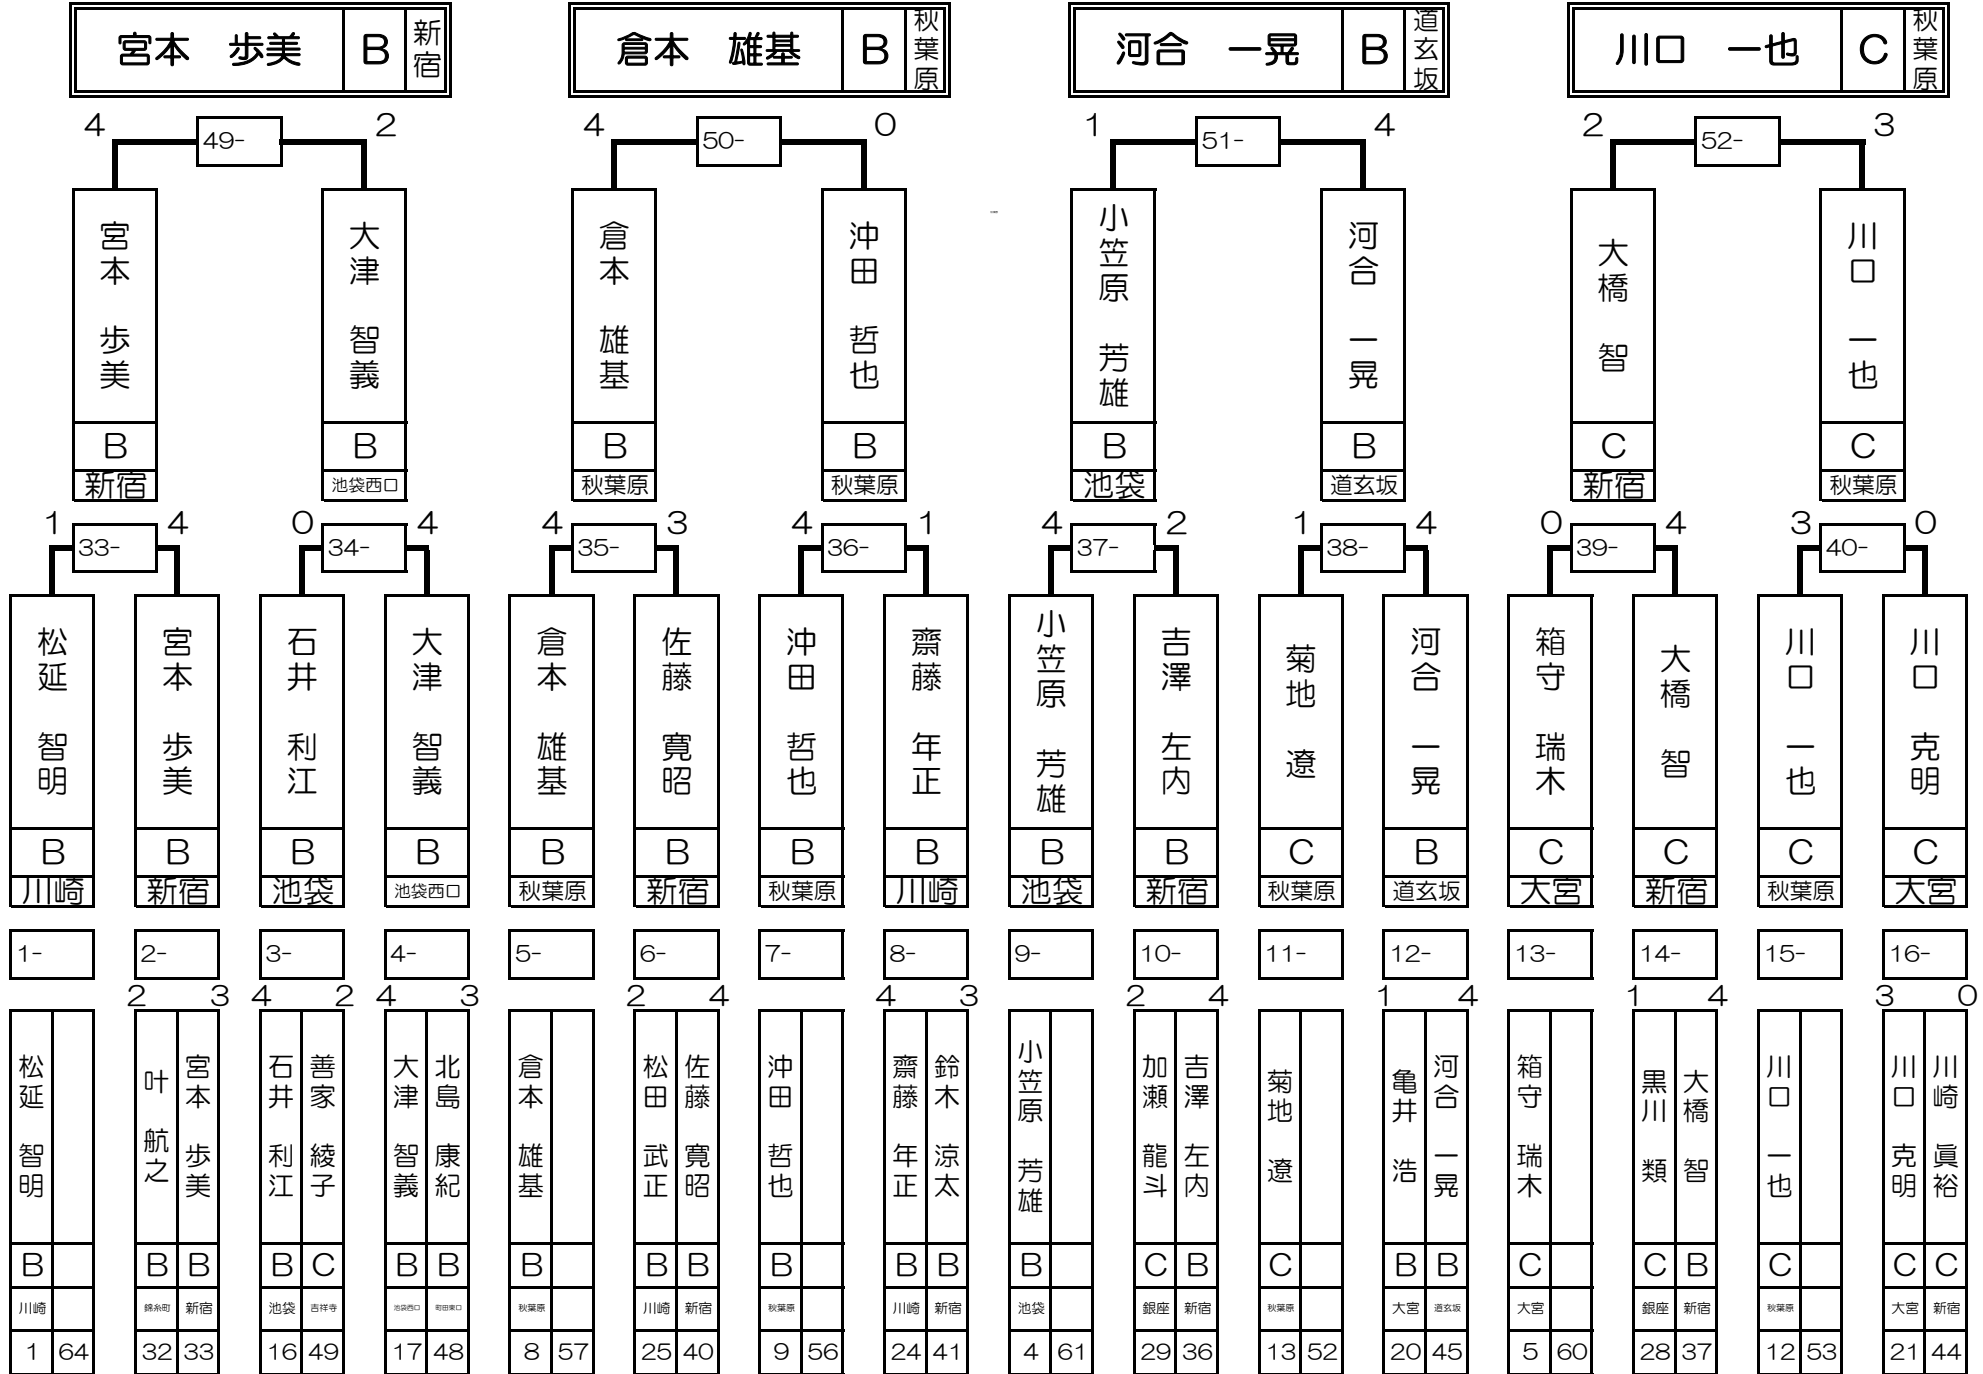 宮本　歩美 B 新宿
倉本　雄基 B 秋葉原
河合　一晃 B 道玄坂
川口　一也 C 秋葉原
4 49- 2
4 50- 0
1 51- 4
2 52- 3
宮本　歩美 B 新宿
大津　智義 B 池袋西口
倉本　雄基 B 秋葉原
沖田　哲也 B 秋葉原
小笠原　芳雄 B 池袋
河合　一晃 B 道玄坂
大橋　智 C 新宿
川口　一也 C 秋葉原
1 33- 4
0 34- 4
4 35- 3
4 36- 1
4 37- 2
1 38- 4
0 39- 4
3 40- 0
松延　智明 B 川崎
宮本　歩美 B 新宿
石井　利江 B 池袋
大津　智義 B 池袋西口
倉本　雄基 B 秋葉原
佐藤　寛昭 B 新宿
沖田　哲也 B 秋葉原
齋藤　年正 B 川崎
小笠原　芳雄 B 池袋
吉澤　左内 B 新宿
菊地　遼 C 秋葉原
河合　一晃 B 道玄坂
箱守　瑞木 C 大宮
大橋　智 C 新宿
川口　一也 C 秋葉原
川口　克明 C 大宮
1-
2-
3-
4-
5-
6-
7-
8-
9-
10-
11-
12-
13-
14-
15-
16-
2 3
4 2
4 3
2 4
4 3
2 4
1 4
1 4
3 0
松延　智明 B 川崎 1
64
叶　航之 B 錦糸町 32
宮本　歩美 B 新宿 33
石井　利江 B 池袋 16
善家　綾子 C 吉祥寺 49
大津　智義 B 池袋西口 17
北島　康紀 B 町田東口 48
倉本　雄基 B 秋葉原 8
57
松田　武正 B 川崎 25
佐藤　寛昭 B 新宿 40
沖田　哲也 B 秋葉原 9
56
齋藤　年正 B 川崎 24
鈴木　涼太 B 新宿 41
小笠原　芳雄 B 池袋 4
61
加瀬　龍斗 C 銀座 29
吉澤　左内 B 新宿 36
菊地　遼 C 秋葉原 13
52
亀井　浩 B 大宮 20
河合　一晃 B 道玄坂 45
箱守　瑞木 C 大宮 5
60
黒川　類 C 銀座 28
大橋　智 B 新宿 37
川口　一也 C 秋葉原 12
53
川口　克明 C 大宮 21
川崎　眞裕 C 新宿 44